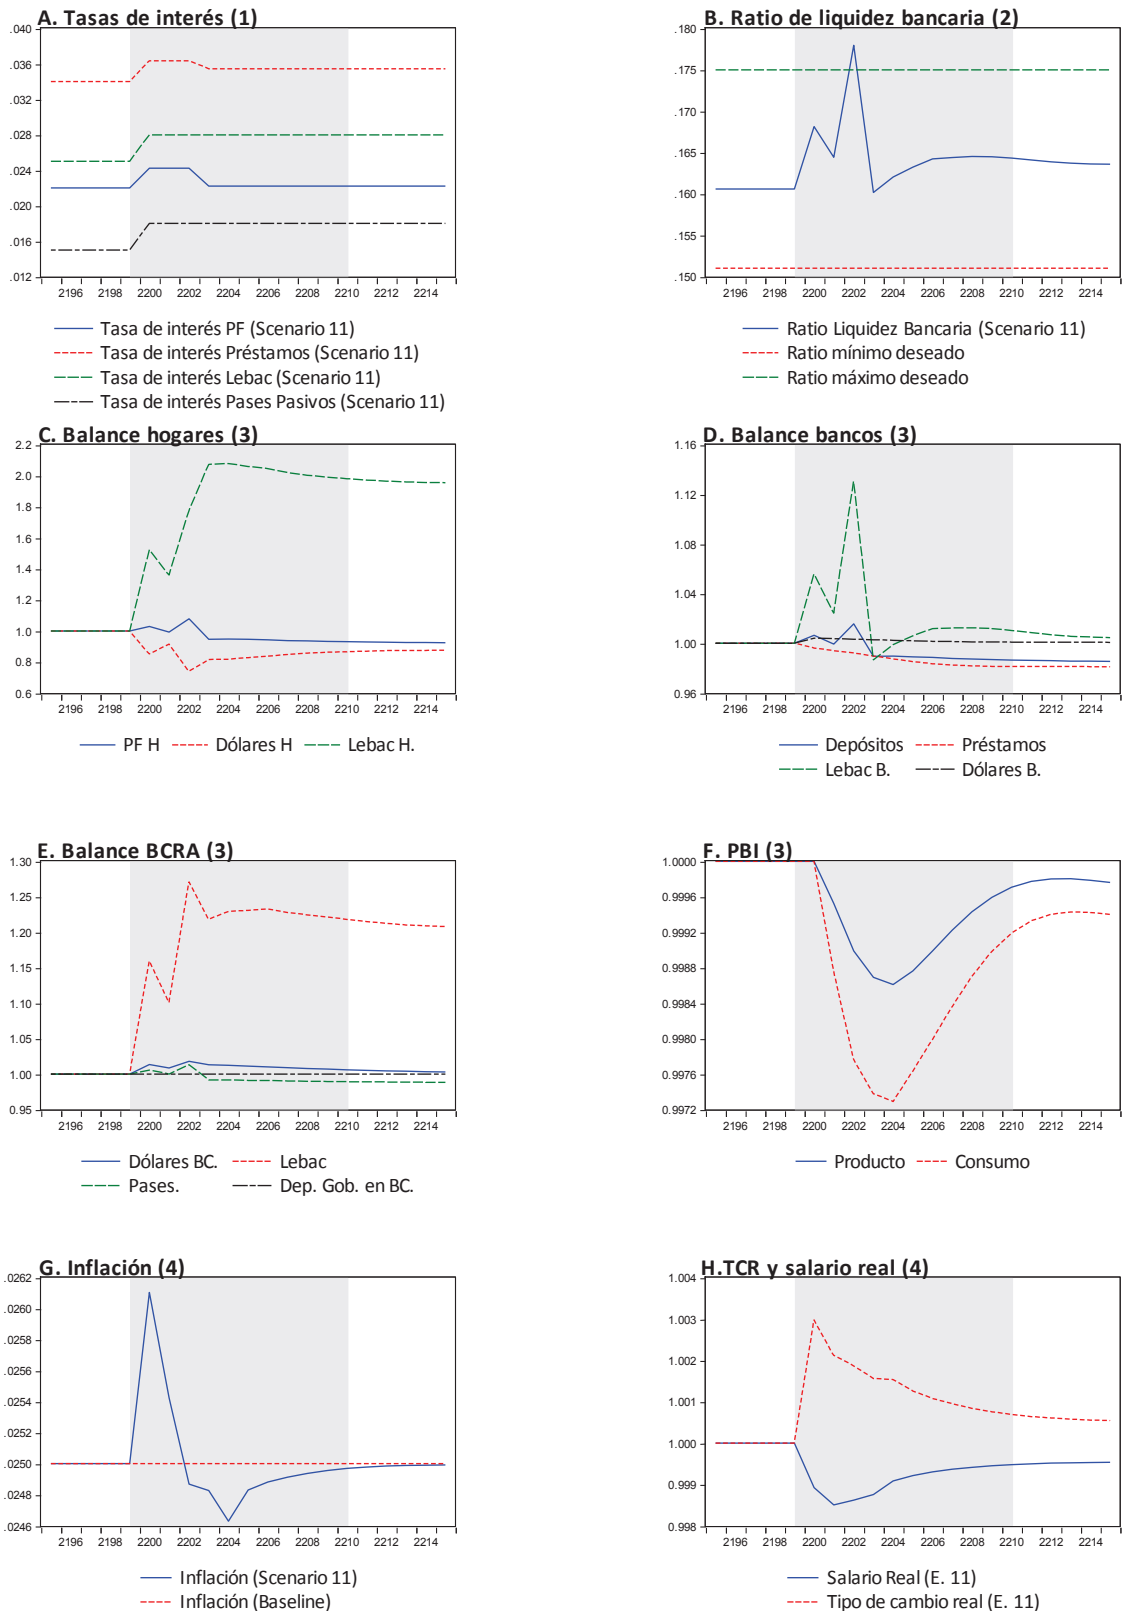 A. Tasas de interés (1)
.040
.036
.032
.028
.024
.020
.016
.012
2196 2198 2200 2202 2204 2206 2208 2210 2212 2214
Tasa de interés PF (Scenario 11)
Tasa de interés Préstamos (Scenario 11)
Tasa de interés Lebac (Scenario 11)
Tasa de interés Pases Pasivos (Scenario 11)
B. Ratio de liquidez bancaria (2)
.180
.175
.170
.165
.160
.155
.150
2196 2198 2200 2202 2204 2206 2208 2210 2212 2214
Ratio Liquidez Bancaria (Scenario 11)
Ratio mínimo deseado
Ratio máximo deseado
C. Balance hogares (3)
2.2
2.0
1.8
1.6
1.4
1.2
1.0
0.8
0.6
2196 2198 2200 2202 2204 2206 2208 2210 2212 2214
PF H Dólares H Lebac H.
D. Balance bancos (3)
1.16
1.12
1.08
1.04
1.00
0.96
2196 2198 2200 2202 2204 2206 2208 2210 2212 2214
Depósitos Préstamos
Lebac B. Dólares B.
E. Balance BCRA (3)
1.30
1.25
1.20
1.15
1.10
1.05
1.00
0.95
2196 2198 2200 2202 2204 2206 2208 2210 2212 2214
Dólares BC. Lebac
Pases. Dep. Gob. en BC.
F. PBI (3)
1.0000
0.9996
0.9992
0.9988
0.9984
0.9980
0.9976
0.9972
2196 2198 2200 2202 2204 2206 2208 2210 2212 2214
Producto Consumo
G. Inflación (4)
.0262
.0260
.0258
.0256
.0254
.0252
.0250
.0248
.0246
2196 2198 2200 2202 2204 2206 2208 2210 2212 2214
Inflación (Scenario 11)
Inflación (Baseline)
H.TCR y salario real (4)
1.004
1.003
1.002
1.001
1.000
0.999
0.998
2196 2198 2200 2202 2204 2206 2208 2210 2212 2214
Salario Real (E. 11)
Tipo de cambio real (E. 11)